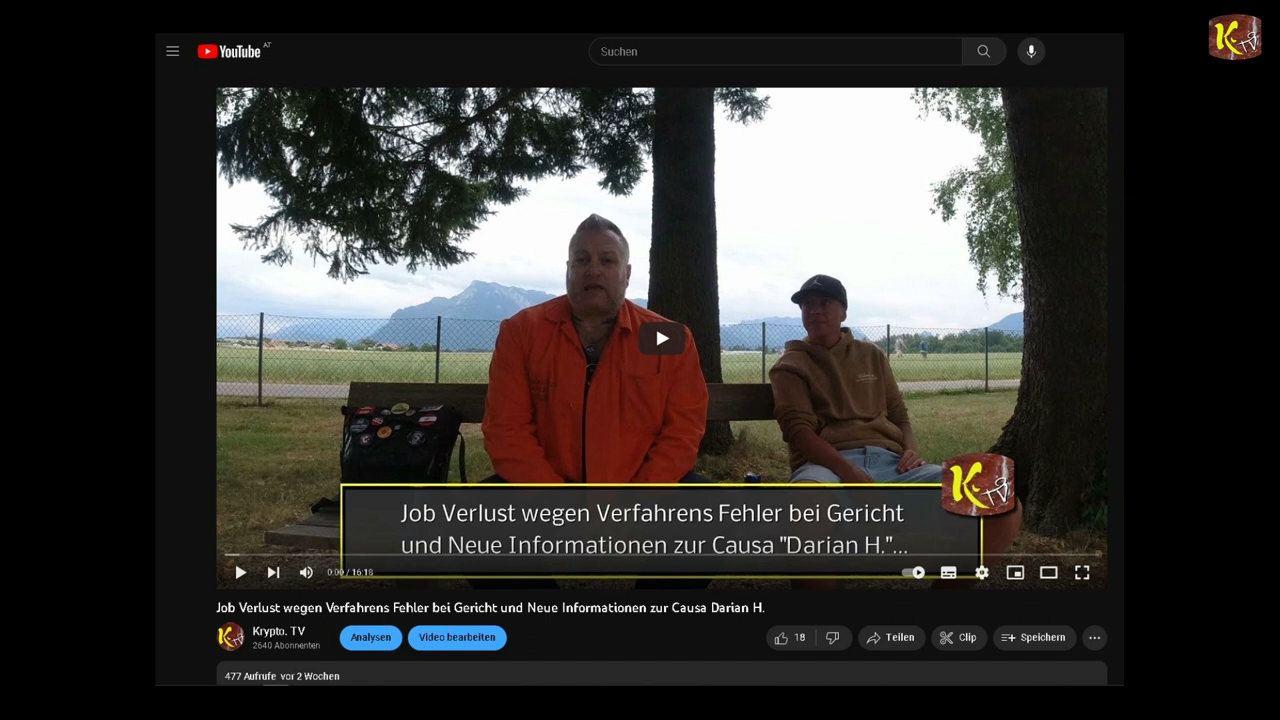 YouTube AT
Suchen
K. TV
Job Verlust wegen Verfahrens Fehler bei Gericht
und Neue Informationen zur Causa "Darian H."...
K. TV
0:00 / 16:18
Job Verlust wegen Verfahrens Fehler bei Gericht und Neue Informationen zur Causa Darian H.
Krypto. TV
2640 Abonnenten
Analysen
Video bearbeiten
18
Teilen
Clip
Speichern
477 Aufrufe vor 2 Wochen